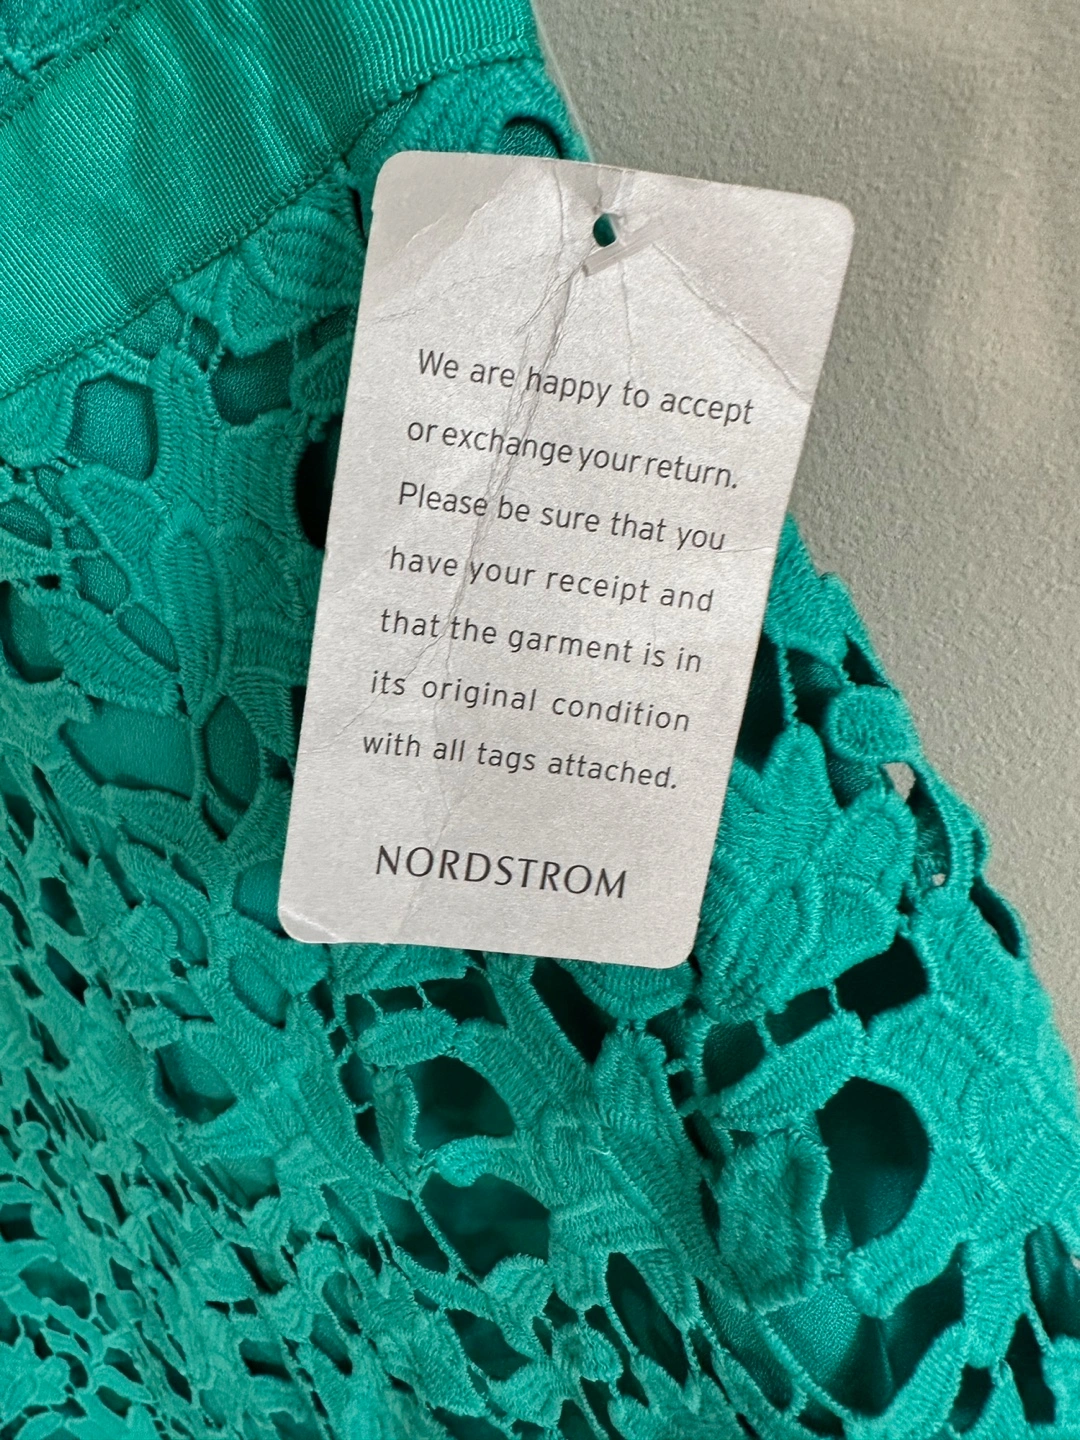 We are happy to accept
or exchange your return.
Please be sure that you
have your receipt and
that the garment is in
its original condition
with all tags attached.
NORDSTROM